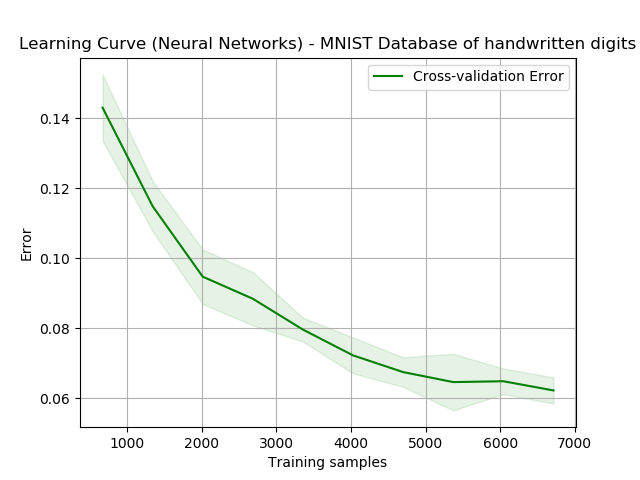 Learning Curve (Neural Networks) - MNIST Database of handwritten digits
Cross-validation Error
0.14
0.12
0.10
0.08
0.06
Error
1000 2000 3000 4000 5000 6000 7000
Training samples